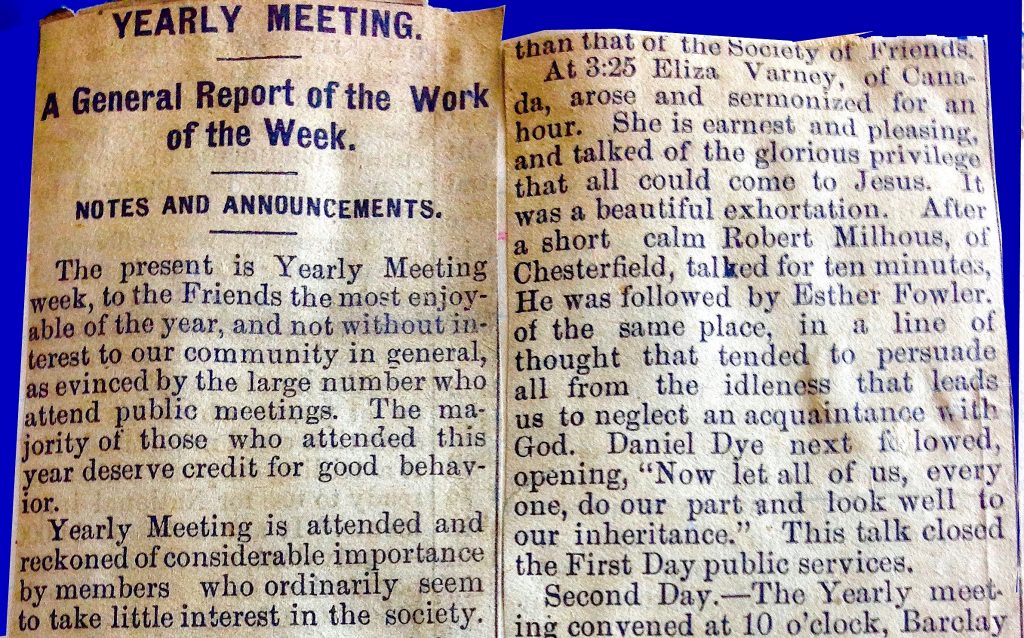 YEARLY MEETING.
A General Report of the Work
of the Week.
NOTES AND ANNOUNCEMENTS.
The present is Yearly Meeting
week, to the Friends the most enjoy-
able of the year, and not without in-
terest to our community in general,
as evinced by the large number who
attend public meetings. The ma-
jority of those who attended this
year deserve credit for good behav-
ior.
Yearly Meeting is attended and
reckoned of considerable importance
by members who ordinarily seem
to take little interest in the society.
than that of the Society of Friends.
At 3:25 Eliza Varney, of Cana-
da, arose and sermonized for an
hour. She is earnest and pleasing,
and talked of the glorious privilege
that all could come to Jesus. It
was a beautiful exhortation. After
a short calm Robert Milhous, of
Chesterfield, talked for ten minutes,
He was followed by Esther Fowler.
of the same place, in a line of
thought that tended to persuade
all from the idleness that leads
us to neglect an acquaintance with
God. Daniel Dye next fo lowed,
opening, "Now let all of us, every
one, do our part and look well to
our inheritance." This talk closed
the First Day public services.
Second Day.—The Yearly meet-
ing convened at 10 o'clock, Barclay